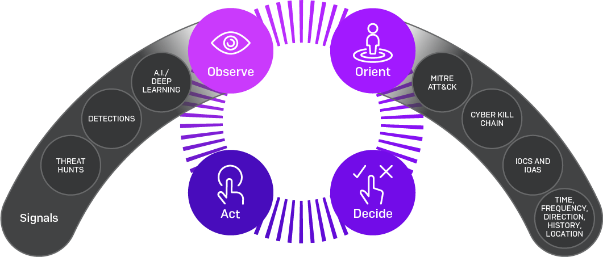 Observe
Orient
A.I./
DEEP
LEARNING
DETECTIONS
THREAT
HUNTS
Signals
MITRE
ATT&CK
CYBER KILL
CHAIN
IOCS AND
IOAS
TIME,
FREQUENCY,
DIRECTION,
HISTORY,
LOCATION
Act
Decide